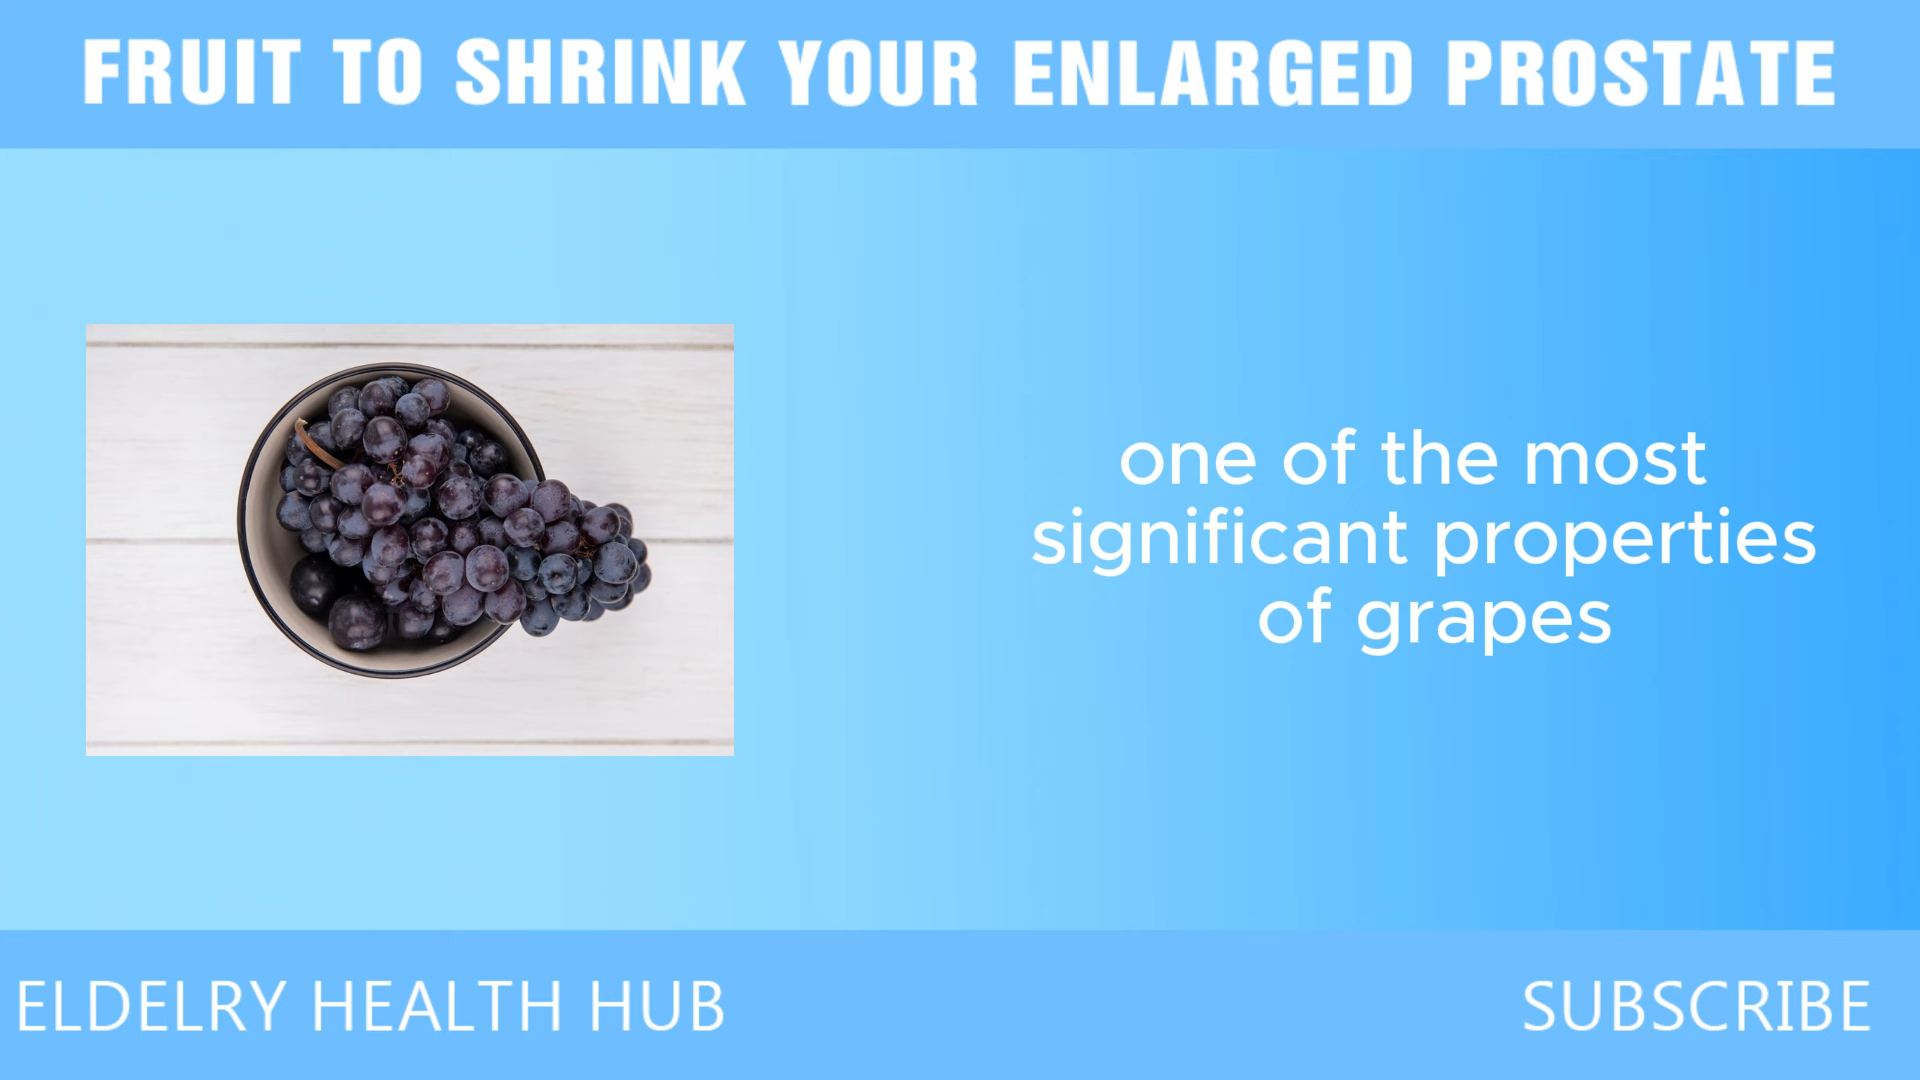 FRUIT TO SHRINK YOUR ENLARGED PROSTATE
one of the most
significant properties
of grapes
ELDELRY HEALTH HUB
SUBSCRIBE